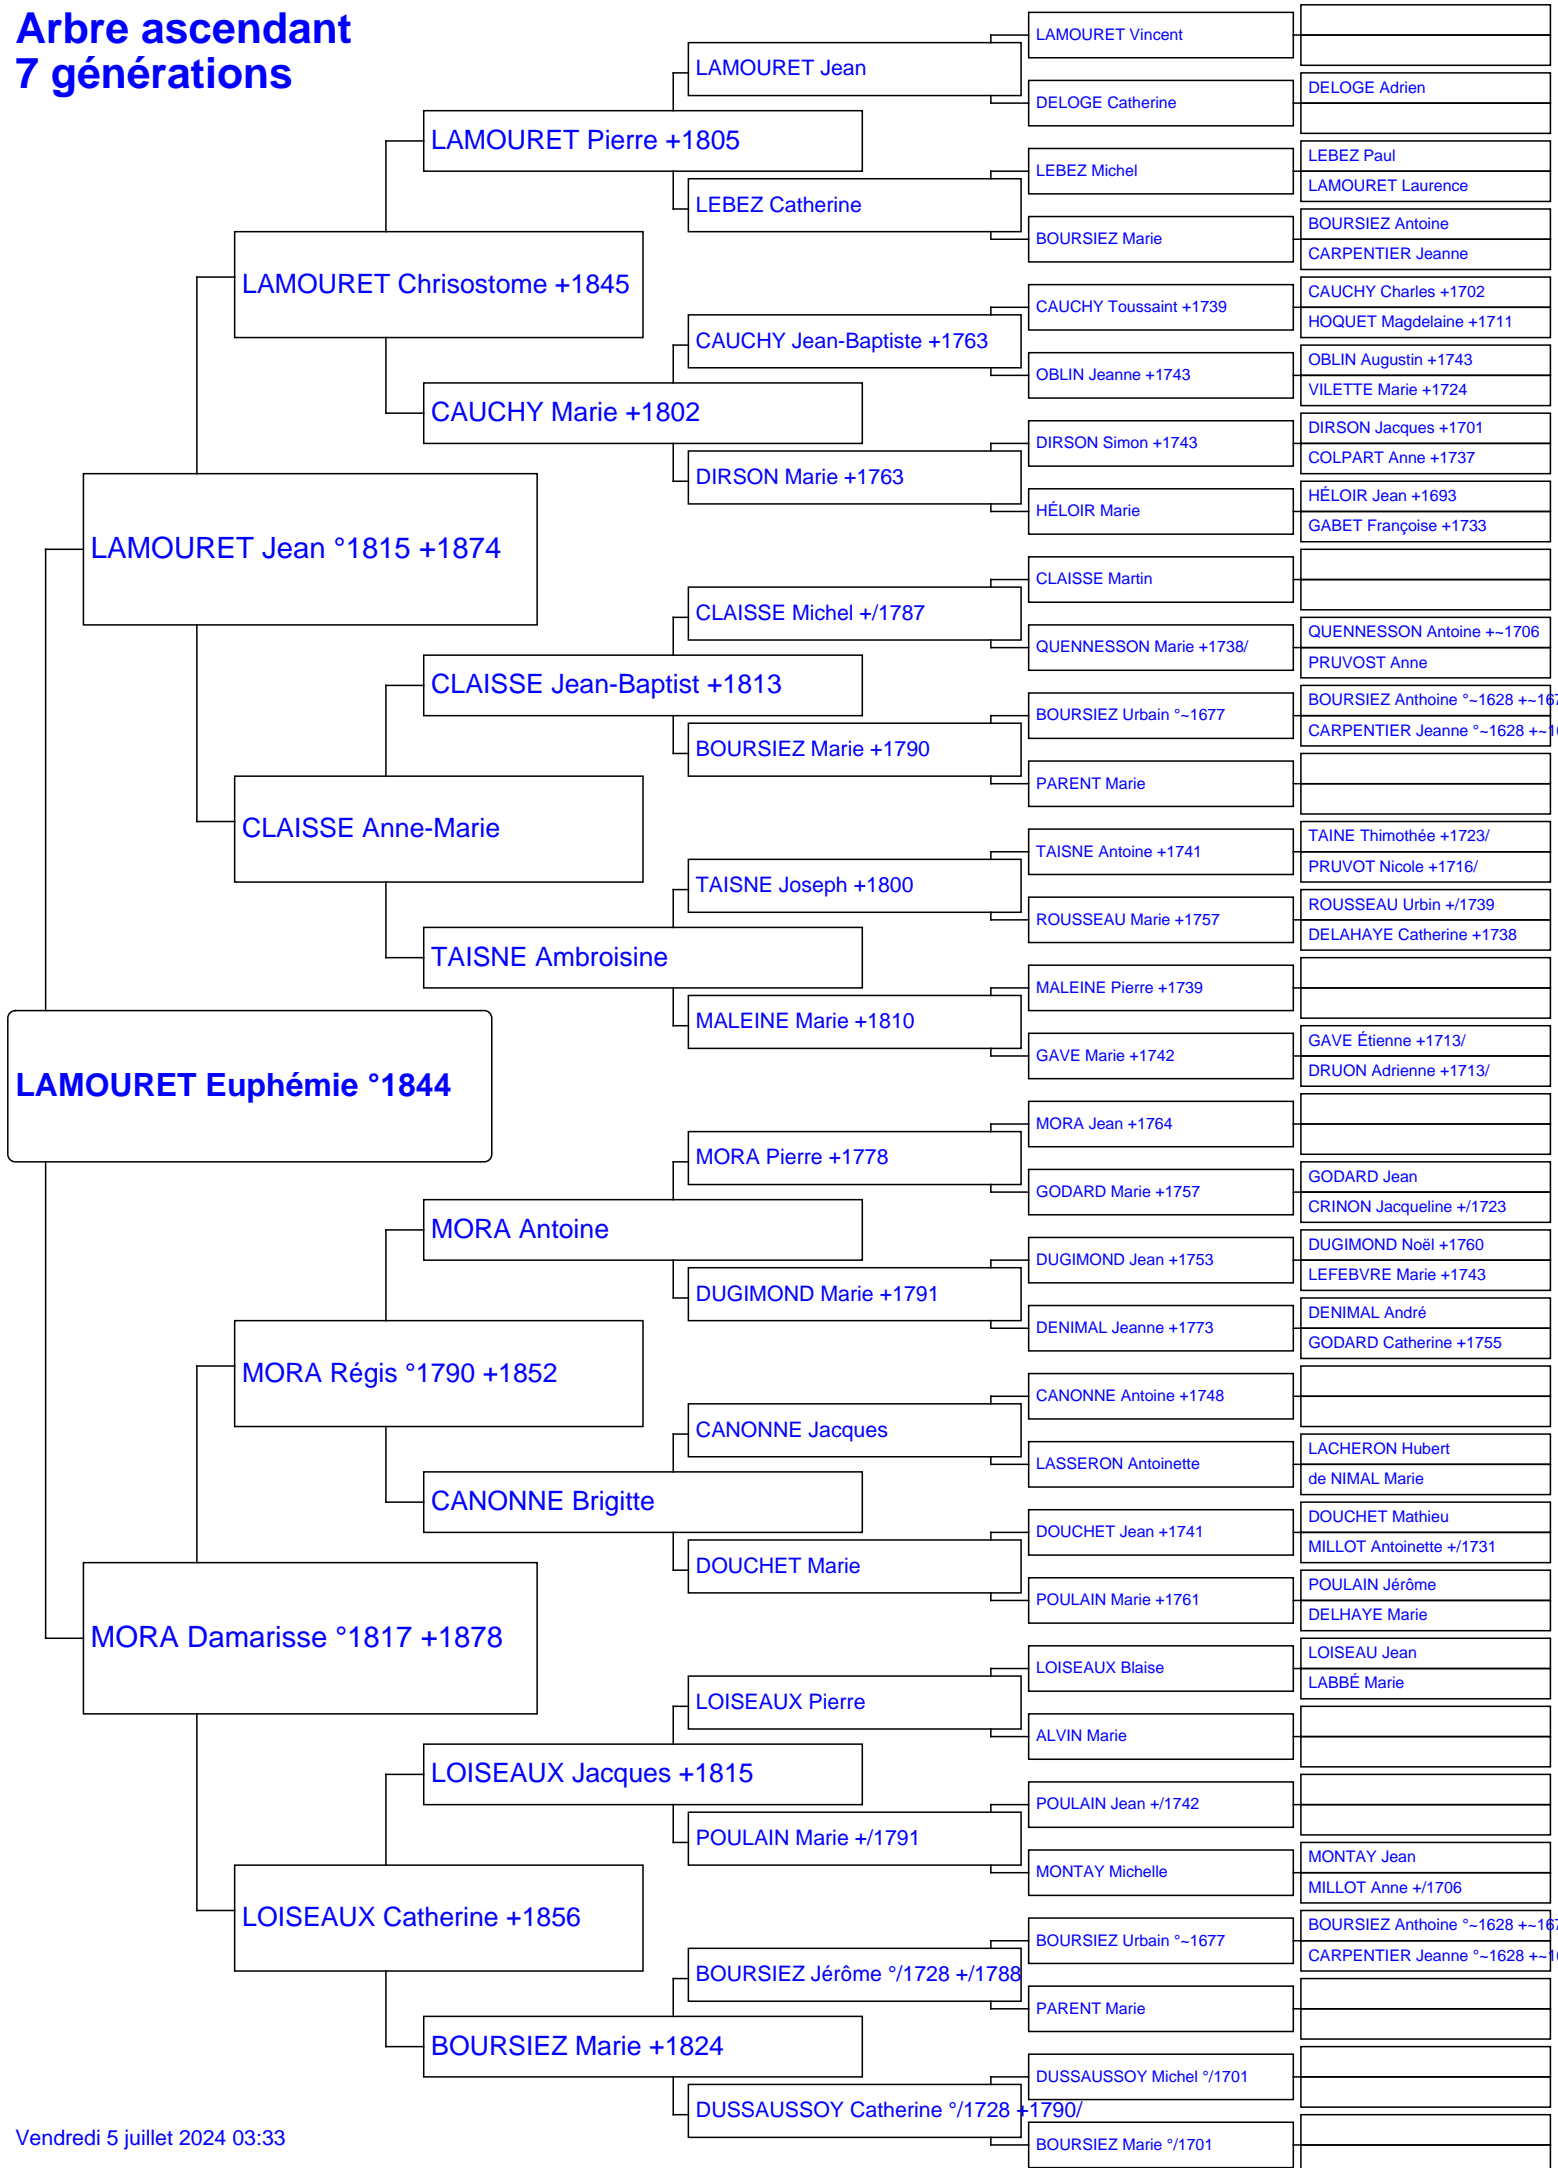 Arbre ascendant
7 générations
LAMOURET Euphémie °1844
LAMOURET Jean °1815 +1874
MORA Damarisse °1817 +1878
LAMOURET Chrisostome +1845
CLAISSE Anne-Marie
MORA Régis °1790 +1852
LOISEAUX Catherine +1856
LAMOURET Pierre +1805
CAUCHY Marie +1802
CLAISSE Jean-Baptist +1813
TAISNE Ambroisine
MORA Antoine
CANONNE Brigitte
LOISEAUX Jacques +1815
BOURSIEZ Marie +1824
LAMOURET Jean
LEBEZ Catherine
CAUCHY Jean-Baptiste +1763
DIRSON Marie +1763
CLAISSE Michel +/1787
BOURSIEZ Marie +1790
TAISNE Joseph +1800
MALEINE Marie +1810
MORA Pierre +1778
DUGIMOND Marie +1791
CANONNE Jacques
DOUCHET Marie
LOISEAUX Pierre
POULAIN Marie +/1791
BOURSIEZ Jérôme °/1728 +/1788
DUSSAUSSOY Catherine °/1728 +1790/
LAMOURET Vincent
DELOGE Catherine
LEBEZ Michel
BOURSIEZ Marie
CAUCHY Toussaint +1739
OBLIN Jeanne +1743
DIRSON Simon +1743
HÉLOIR Marie
CLAISSE Martin
QUENNESSON Marie +1738/
BOURSIEZ Urbain °~1677
PARENT Marie
TAISNE Antoine +1741
ROUSSEAU Marie +1757
MALEINE Pierre +1739
GAVE Marie +1742
MORA Jean +1764
GODARD Marie +1757
DUGIMOND Jean +1753
DENIMAL Jeanne +1773
CANONNE Antoine +1748
LASSERON Antoinette
DOUCHET Jean +1741
POULAIN Marie +1761
LOISEAUX Blaise
ALVIN Marie
POULAIN Jean +/1742
MONTAY Michelle
BOURSIEZ Urbain °~1677
PARENT Marie
DUSSAUSSOY Michel °/1701
BOURSIEZ Marie °/1701
DELOGE Adrien
LEBEZ Paul
LAMOURET Laurence
BOURSIEZ Antoine
CARPENTIER Jeanne
CAUCHY Charles +1702
HOQUET Magdelaine +1711
OBLIN Augustin +1743
VILETTE Marie +1724
DIRSON Jacques +1701
COLPART Anne +1737
HÉLOIR Jean +1693
GABET Françoise +1733
QUENNESSON Antoine +~1706
PRUVOST Anne
BOURSIEZ Anthoine °~1628
CARPENTIER Jeanne °~1628
TAINE Thimothée +1723/
PRUVOT Nicole +1716/
ROUSSEAU Urbin +/1739
DELAHAYE Catherine +1738
GAVE Étienne +1713/
DRUON Adrienne +1713/
GODARD Jean
CRINON Jacqueline +/1723
DUGIMOND Noël +1760
LEFEBVRE Marie +1743
DENIMAL André
GODARD Catherine +1755
LACHERON Hubert
de NIMAL Marie
DOUCHET Mathieu
MILLOT Antoinette +/1731
POULAIN Jérôme
DELHAYE Marie
LOISEAU Jean
LABBÉ Marie
MONTAY Jean
MILLOT Anne +/1706
BOURSIEZ Anthoine °~1628
CARPENTIER Jeanne °~1628
Vendredi 5 juillet 2024 03:33